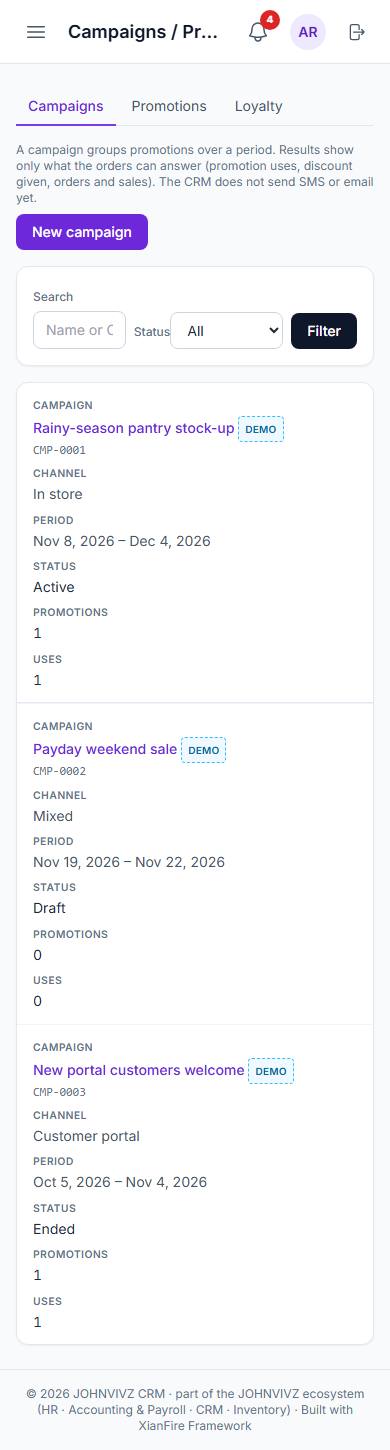 Campaigns / Pr...
4
AR
Campaigns Promotions Loyalty
A campaign groups promotions over a period. Results show
only what the orders can answer (promotion uses, discount
given, orders and sales). The CRM does not send SMS or email
yet.
New campaign
Search
Name or C
Status
All
Filter
CAMPAIGN
Rainy-season pantry stock-up DEMO
CMP-0001
CHANNEL
In store
PERIOD
Nov 8, 2026 – Dec 4, 2026
STATUS
Active
PROMOTIONS
1
USES
1
CAMPAIGN
Payday weekend sale DEMO
CMP-0002
CHANNEL
Mixed
PERIOD
Nov 19, 2026 – Nov 22, 2026
STATUS
Draft
PROMOTIONS
0
USES
0
CAMPAIGN
New portal customers welcome DEMO
CMP-0003
CHANNEL
Customer portal
PERIOD
Oct 5, 2026 – Nov 4, 2026
STATUS
Ended
PROMOTIONS
1
USES
1
© 2026 JOHNVIVZ CRM · part of the JOHNVIVZ ecosystem
(HR · Accounting & Payroll · CRM · Inventory) · Built with
XianFire Framework